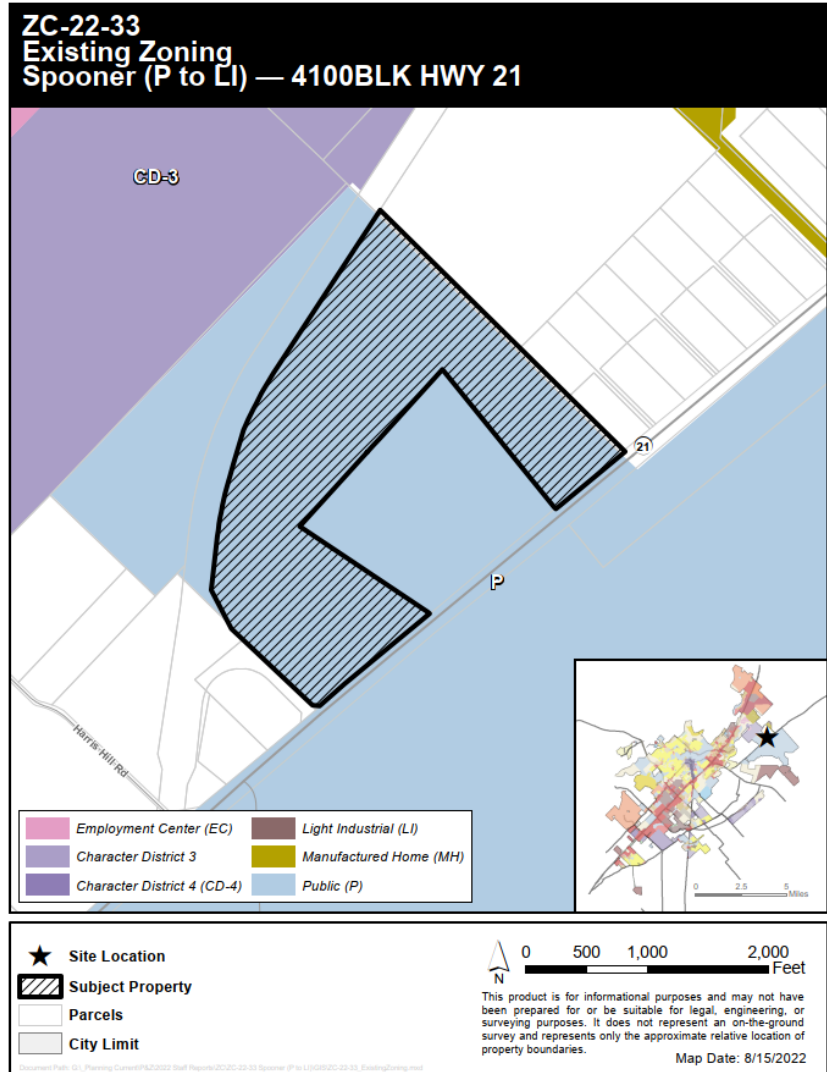 ZC-22-33
Existing Zoning
Spooner (P to LI) — 4100BLK HWY 21
CD-3
21
P
Harris Hill Rd
Employment Center (EC)
Light Industrial (LI)
Character District 3
Manufactured Home (MH)
Character District 4 (CD-4)
Public (P)
0 2.5 5
Miles
Site Location
Subject Property
Parcels
City Limit
N
0 500 1,000 2,000
Feet
This product is for informational purposes and may not have
been prepared for or be suitable for legal, engineering, or
surveying purposes. It does not represent an on-the-ground
survey and represents only the approximate relative location of
property boundaries.
Map Date: 8/15/2022